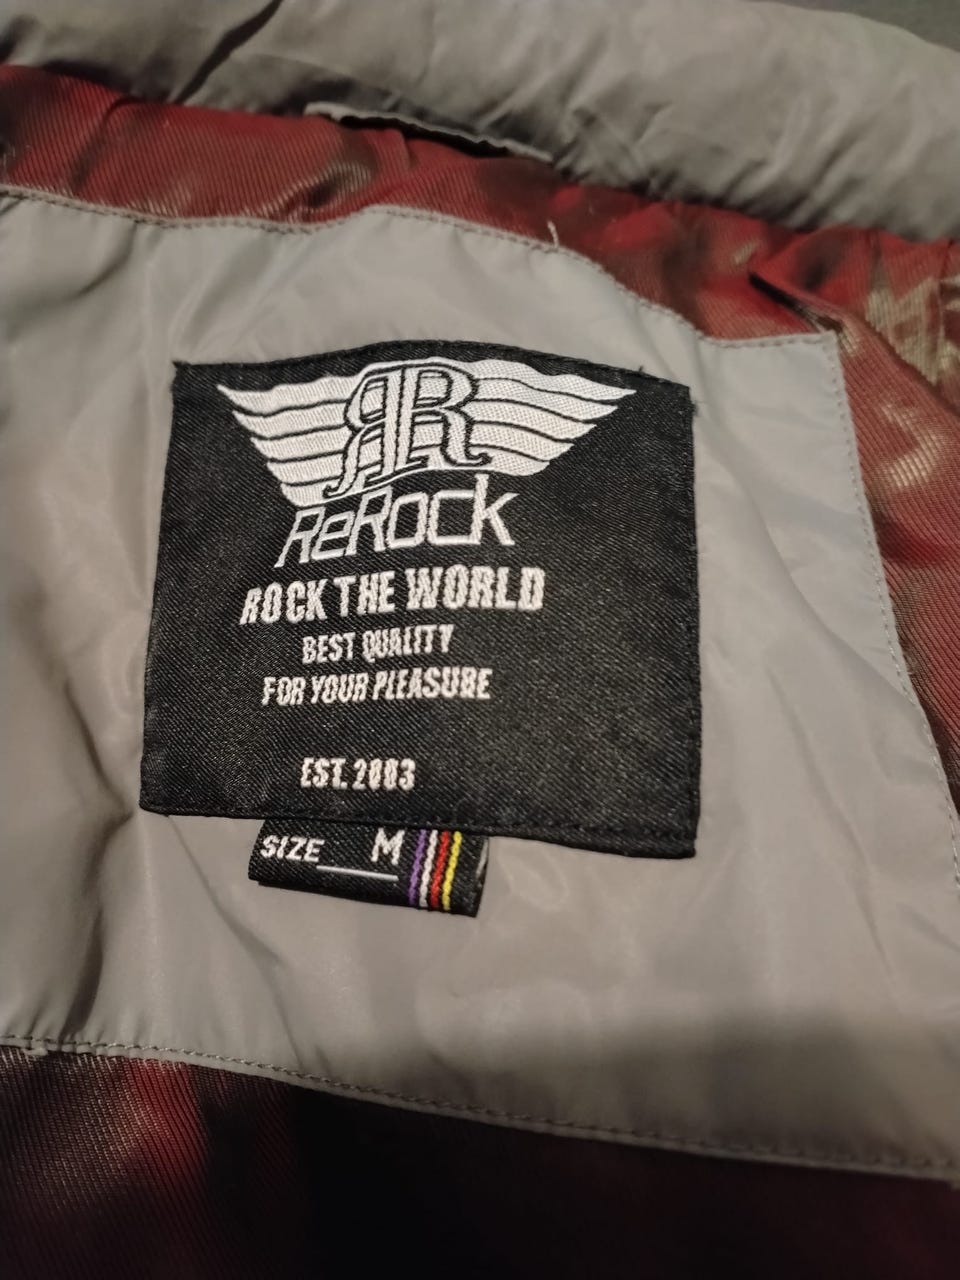 RR
ReRock
ROCK THE WORLD
BEST QUALITY
FOR YOUR PLEASURE
EST. 2003
SIZE M